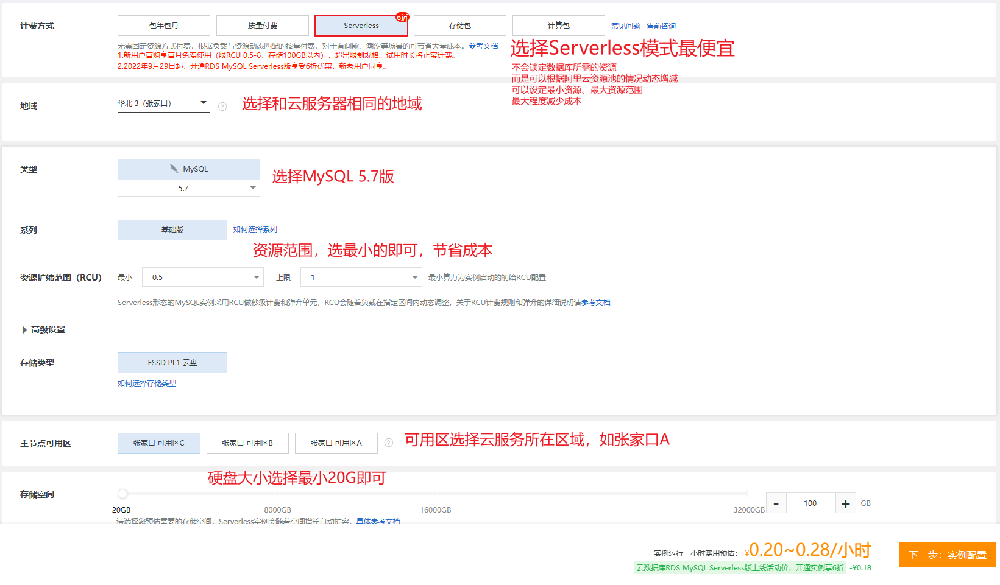 计费方式
包年包月
按量付费
Serverless
6折
存储包
计算包
常见问题 售前咨询
无需固定资源方式付费，根据负载与资源动态匹配的按量付费，对于有间歇、潮汐等场景的可节省大量成本。参考文档
1.新用户首购享首月免费使用（限RCU 0.5-8，存储100GB以内），超出限制规格、试用时长将正常计费。
2.2022年9月29日起，开通RDS MySQL Serverless版享受6折优惠，新老用户同享。
选择Serverless模式最便宜
不会锁定数据库所需的资源
而是可以根据阿里云资源池的情况动态增减
可以设定最小资源、最大资源范围
最大程度减少成本
地域
华北 3（张家口）
?
选择和云服务器相同的地域
类型
MySQL
5.7
选择MySQL 5.7版
系列
基础版
如何选择系列
资源范围，选最小的即可，节省成本
资源扩缩范围（RCU）
最小
0.5
上限
1
最小算力为实例启动的初始RCU配置
Serverless形态的MySQL实例采用RCU做秒级计费和弹升单元，RCU会随着负载在指定区间内动态调整，关于RCU计费规则和弹升的详细说明请参考文档
高级设置
存储类型
ESSD PL1 云盘
如何选择存储类型
主节点可用区
张家口 可用区C
张家口 可用区B
张家口 可用区A
?
可用区选择云服务所在区域，如张家口A
硬盘大小选择最小20G即可
存储空间
20GB
8000GB
16000GB
32000GB
-
100
+
GB
请选择您预估需要的存储空间，Serverless实例会随着空间增长自动扩容，具体参考文档
实例运行一小时费用预估：
¥0.20~0.28/小时
云数据库RDS MySQL Serverless版上线活动价，开通实例享6折 -¥0.18
下一步：实例配置